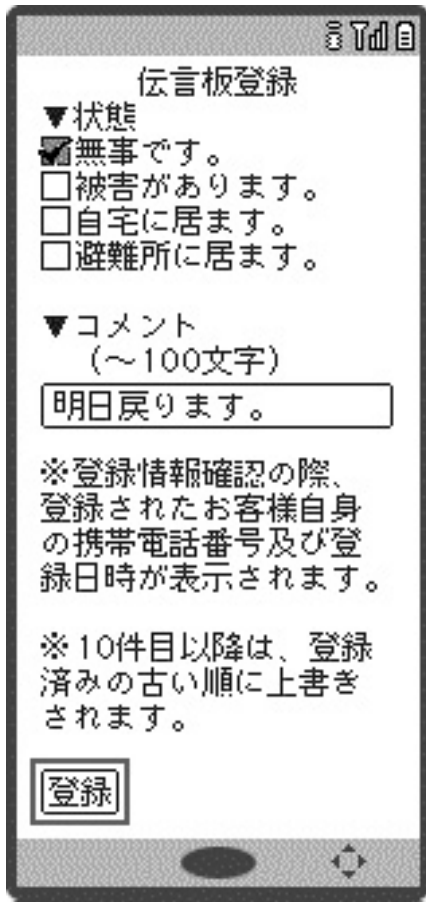 伝言板登録
▼状態
無事です。
被害があります。
自宅に居ます。
避難所に居ます。
▼コメント
(～100文字)
明日戻ります。
※登録情報確認の際、
登録されたお客様自身
の携帯電話番号及び登
録日時が表示されます。
※10件目以降は、登録
済みの古い順に上書き
されます。
登録